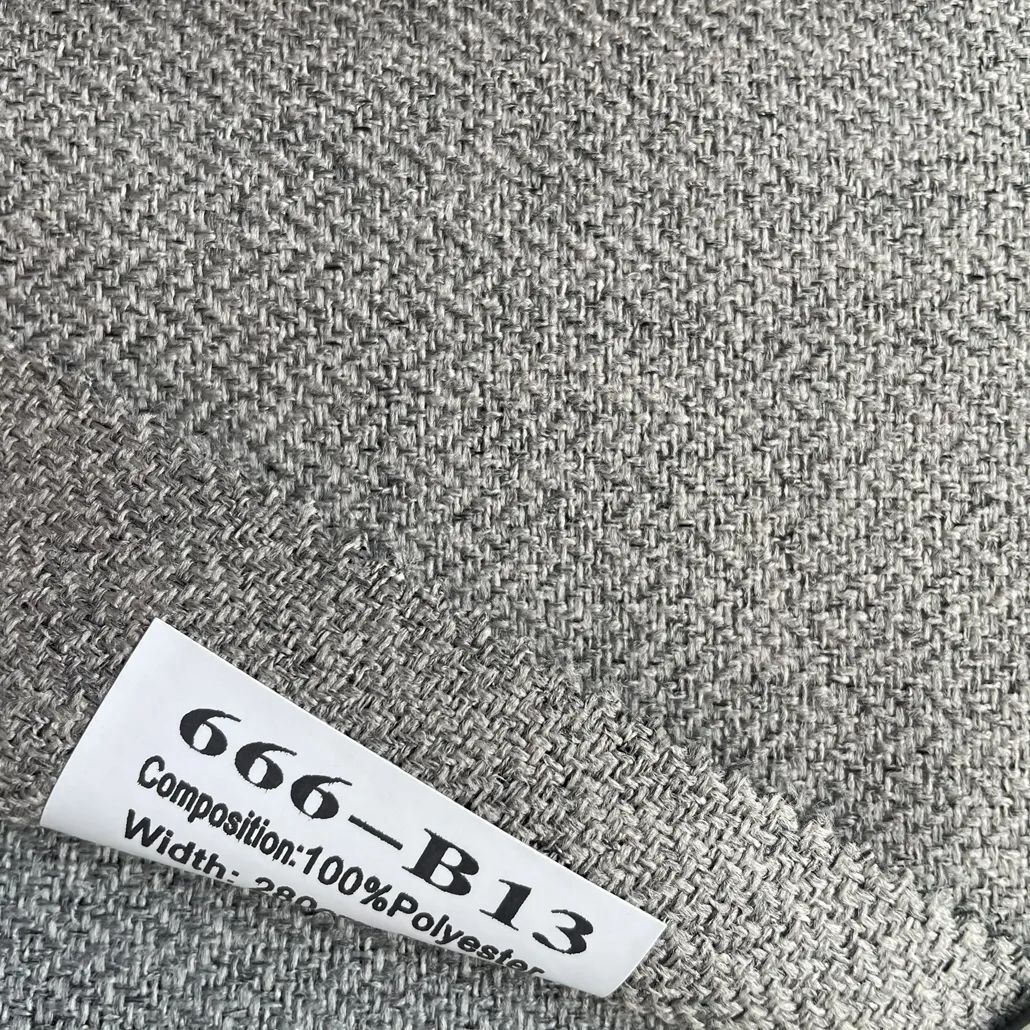 666-B13
Composition:100%Polyester
Width: